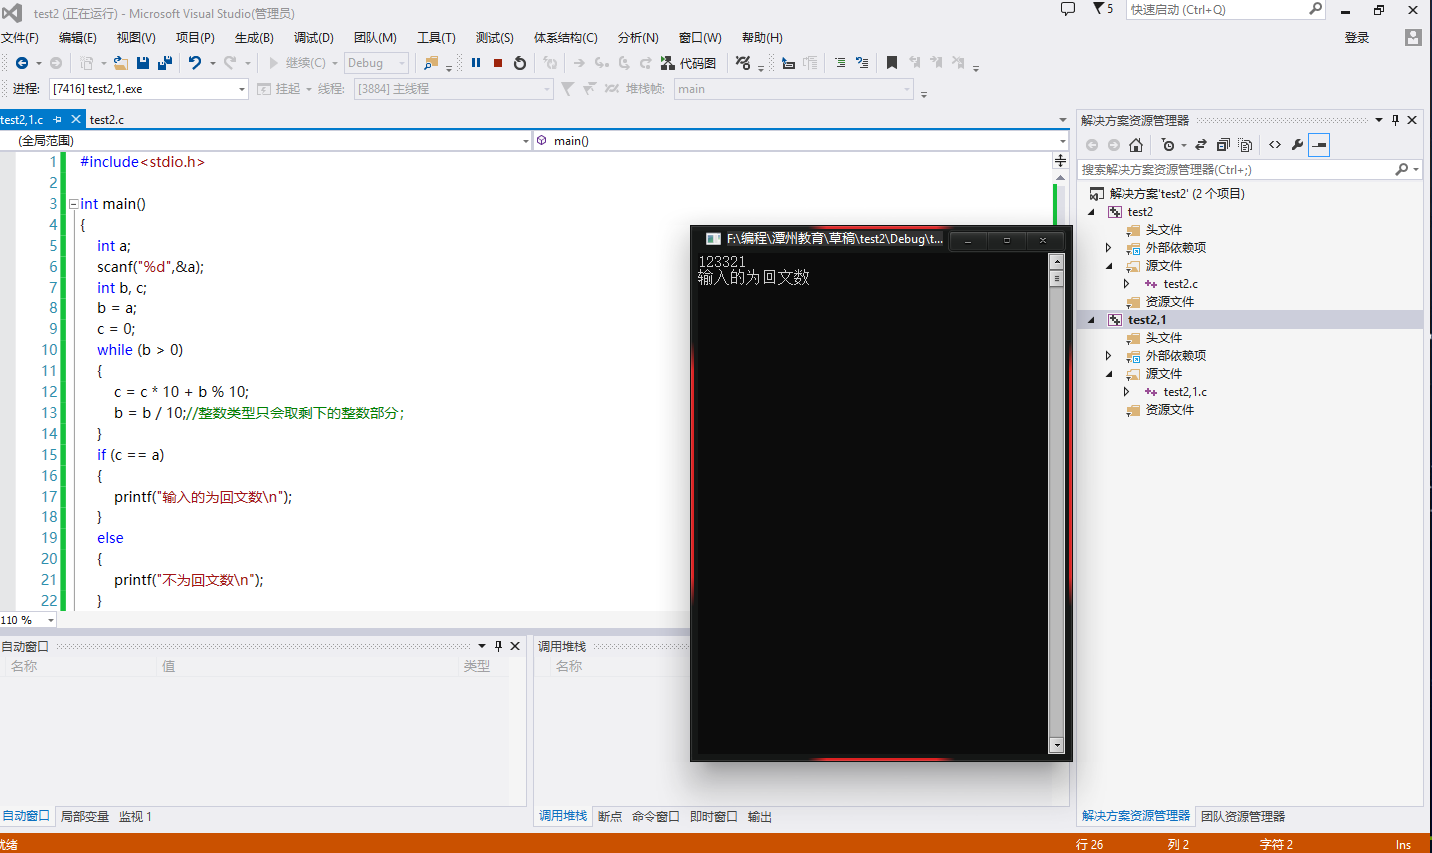 test2 (正在运行) - Microsoft Visual Studio(管理员)
5
快速启动 (Ctrl+Q)
文件(F) 编辑(E) 视图(V) 项目(P) 生成(B) 调试(D) 团队(M) 工具(T) 测试(S) 体系结构(C) 分析(N) 窗口(W) 帮助(H)
登录
继续(C) Debug 代码图
进程: [7416] test2,1.exe 挂起 线程: [3884] 主线程 堆栈帧: main
test2,1.c test2.c
(全局范围) main()
1 #include<stdio.h>
2
3 int main()
4 {
5 int a;
6 scanf("%d",&a);
7 int b, c;
8 b = a;
9 c = 0;
10 while (b > 0)
11 {
12 c = c * 10 + b % 10;
13 b = b / 10;//整数类型只会取剩下的整数部分;
14 }
15 if (c == a)
16 {
17 printf("输入的为回文数\n");
18 }
19 else
20 {
21 printf("不为回文数\n");
22 }
110 %
F:\编程\潭州教育\草稿\test2\Debug\t...
123321
输入的为回文数
解决方案资源管理器
搜索解决方案资源管理器(Ctrl+;)
解决方案'test2' (2 个项目)
test2
头文件
外部依赖项
源文件
test2.c
资源文件
test2,1
头文件
外部依赖项
源文件
test2,1.c
资源文件
自动窗口
名称 值 类型
调用堆栈
名称
自动窗口 局部变量 监视 1
调用堆栈 断点 命令窗口 即时窗口 输出
解决方案资源管理器 团队资源管理器
就绪 行 26 列 2 字符 2 Ins